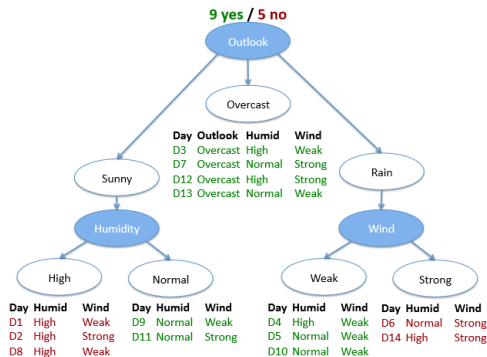 9 yes / 5 no
Outlook
Overcast
Day Outlook Humid Wind
D3 Overcast High Weak
D7 Overcast Normal Strong
D12 Overcast High Strong
D13 Overcast Normal Weak
Sunny
Rain
Humidity
Wind
High
Normal
Weak
Strong
Day Humid Wind
D1 High Weak
D2 High Strong
D8 High Weak
Day Humid Wind
D9 Normal Weak
D11 Normal Strong
Day Humid Wind
D4 High Weak
D5 Normal Weak
D10 Normal Weak
Day Humid Wind
D6 Normal Strong
D14 High Strong